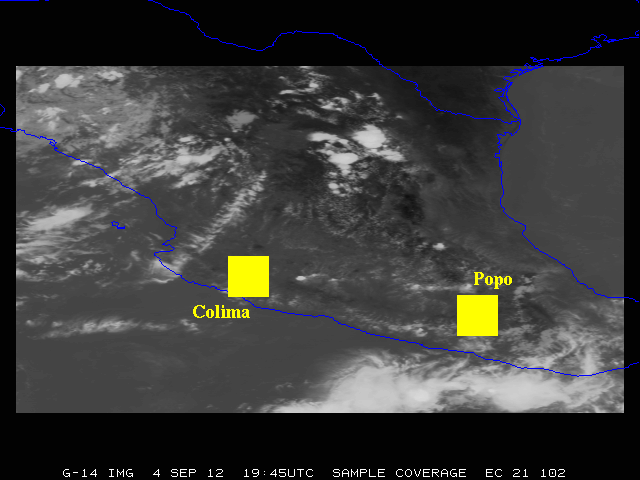 Popo
Colima
G-14 IMG 4 SEP 12 19:45UTC SAMPLE COVERAGE EC 21 102